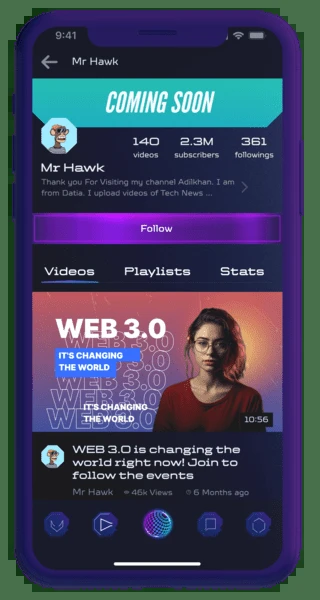 9:41
Mr Hawk
COMING SOON
140 2.3M 361
videos subscribers followings
Mr Hawk
Thank you For Visiting my channel Adilkhan. I am
from Datia. I upload videos of Tech News ...
Follow
Videos Playlists Stats
WEB 3.0
IT'S CHANGING
THE WORLD
WEB 3.0
WEB 3.0
WEB 3.0
IT'S CHANGING
THE WORLD
10:56
WEB 3.0 is changing the
world right now! Join to
follow the events
Mr Hawk 46k Views 6 Months ago